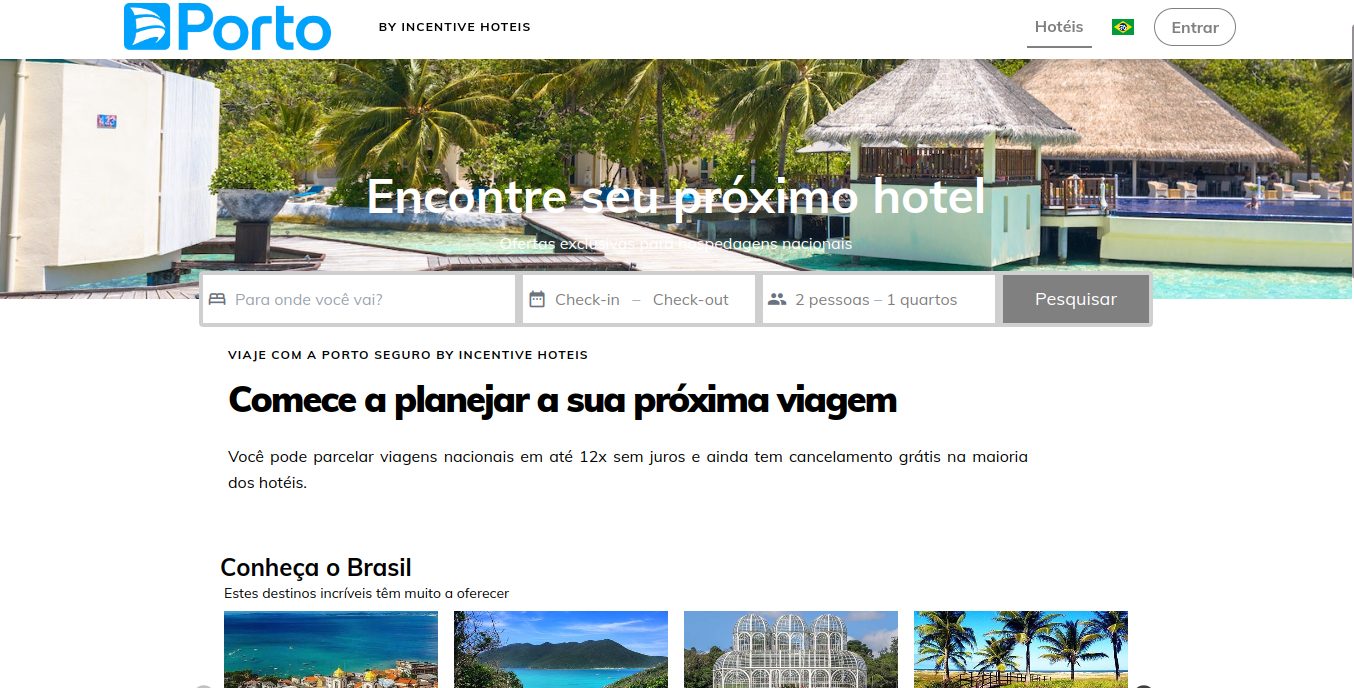 Porto
BY INCENTIVE HOTEIS
Hotéis
Entrar
Encontre seu próximo hotel
Ofertas exclusivas para hospedagens nacionais
Para onde você vai?
Check-in – Check-out
2 pessoas – 1 quartos
Pesquisar
VIAJE COM A PORTO SEGURO BY INCENTIVE HOTEIS
Comece a planejar a sua próxima viagem
Você pode parcelar viagens nacionais em até 12x sem juros e ainda tem cancelamento grátis na maioria
dos hotéis.
Conheça o Brasil
Estes destinos incríveis têm muito a oferecer